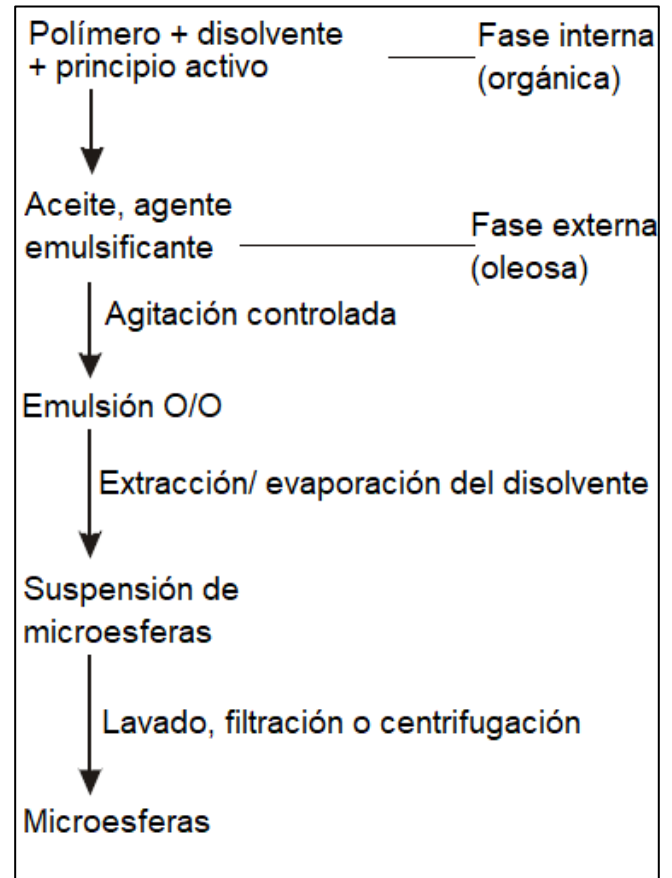 Polímero + disolvente
+ principio activo
Fase interna
(orgánica)
Aceite, agente
emulsificante
Fase externa
(oleosa)
Agitación controlada
Emulsión O/O
Extracción/ evaporación del disolvente
Suspensión de
microesferas
Lavado, filtración o centrifugación
Microesferas